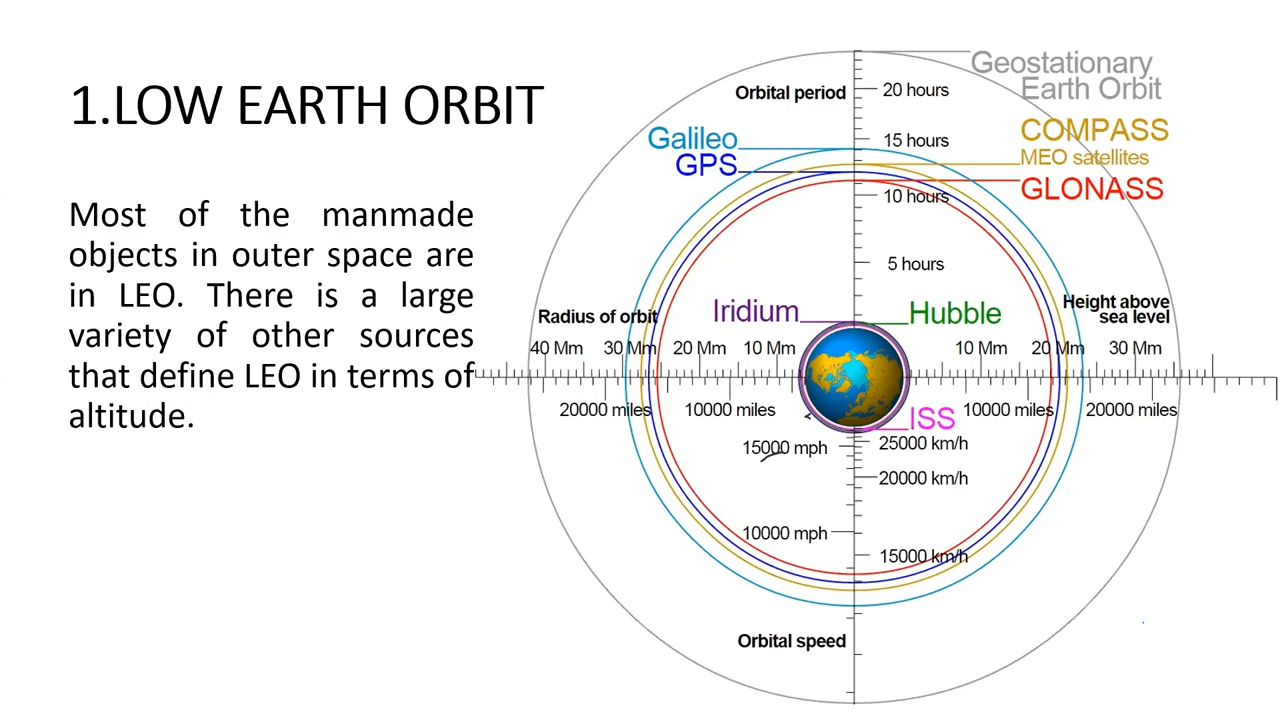 1.LOW EARTH ORBIT
Most of the manmade
objects in outer space are
in LEO. There is a large
variety of other sources
that define LEO in terms of
altitude.
Geostationary
Earth Orbit
Orbital period
20 hours
COMPASS
MEO satellites
Galileo
GPS
15 hours
GLONASS
10 hours
5 hours
Iridium
Hubble
Radius of orbit
Height above
sea level
40 Mm 30 Mm 20 Mm 10 Mm
10 Mm 20 Mm 30 Mm
20000 miles 10000 miles
10000 miles 20000 miles
ISS
15000 mph
25000 km/h
20000 km/h
10000 mph
15000 km/h
Orbital speed